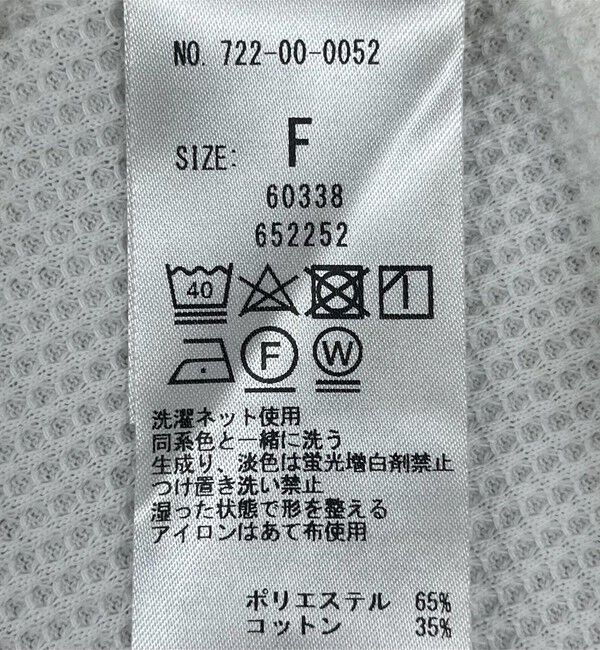 NO. 722-00-0052
SIZE: F
60338
652252
40
F W
洗濯ネット使用
同系色と一緒に洗う
生成り、淡色は蛍光増白剤禁止
つけ置き洗い禁止
湿った状態で形を整える
アイロンはあて布使用
ポリエステル 65%
コットン 35%